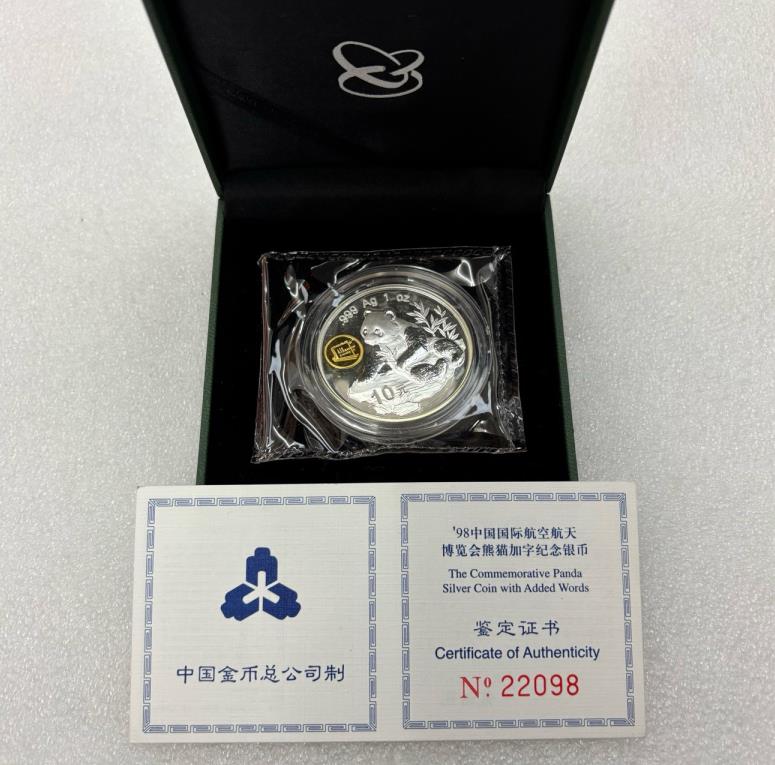 999 Ag 1 oz
10元
中国金币总公司制
'98中国国际航空航天
博览会熊猫加字纪念银币
The Commemorative Panda
Silver Coin with Added Words
鉴定证书
Certificate of Authenticity
Nº 22098